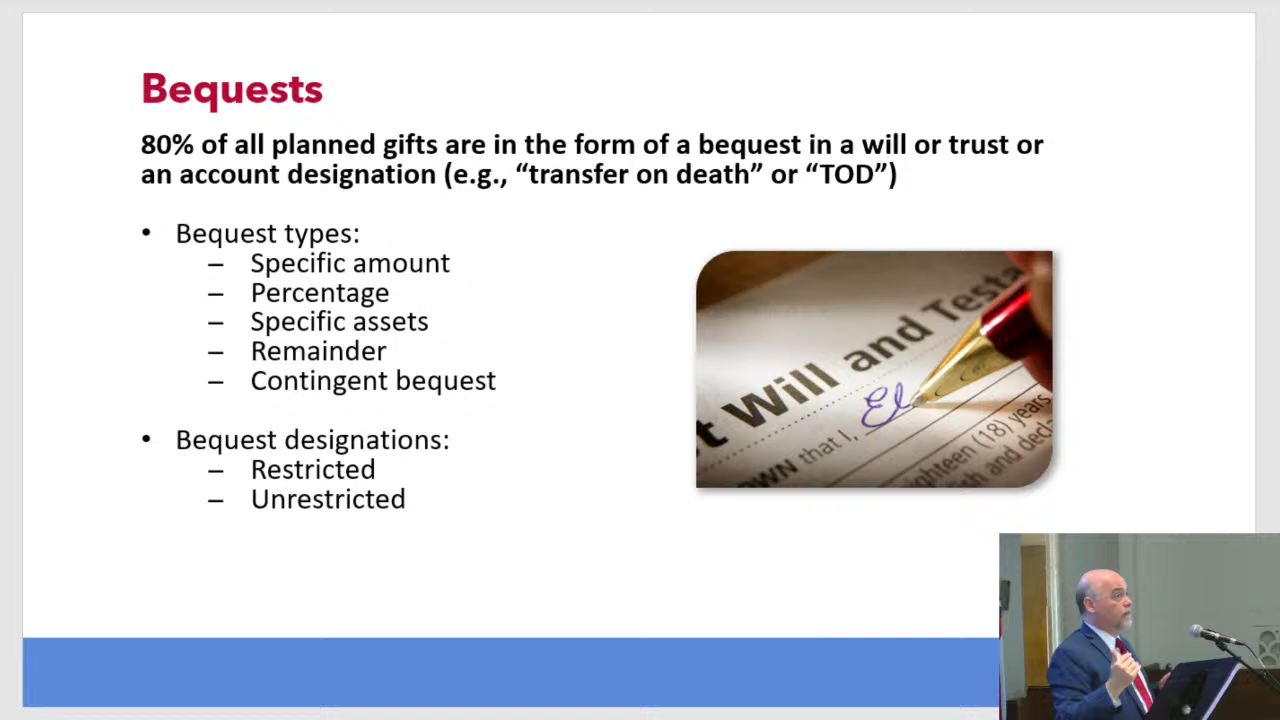 Bequests
80% of all planned gifts are in the form of a bequest in a will or trust or
an account designation (e.g., “transfer on death” or “TOD”)
• Bequest types:
– Specific amount
– Percentage
– Specific assets
– Remainder
– Contingent bequest
• Bequest designations:
– Restricted
– Unrestricted
t Will and Testa
OWN that I, El
ighteen (18) years